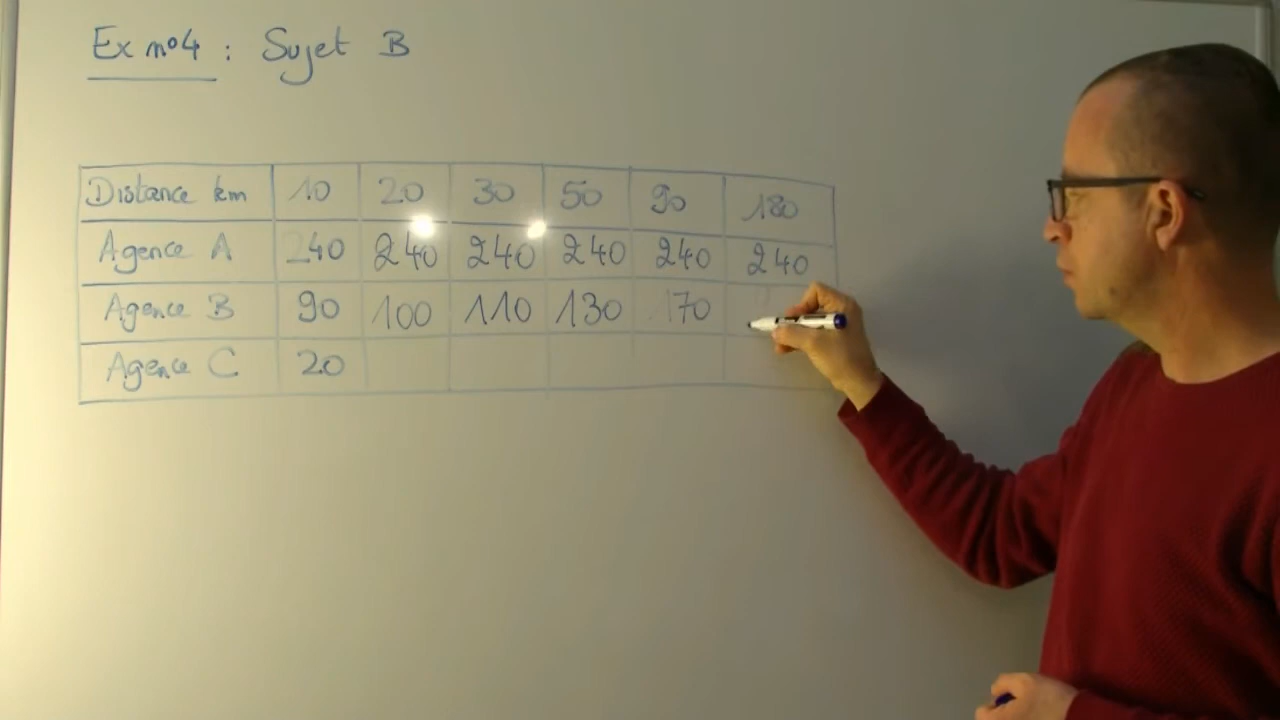 Ex n°4 : Sujet B
Distance km 10 20 30 50 90 180
Agence A 240 240 240 240 240 240
Agence B 90 100 110 130 170
Agence C 20